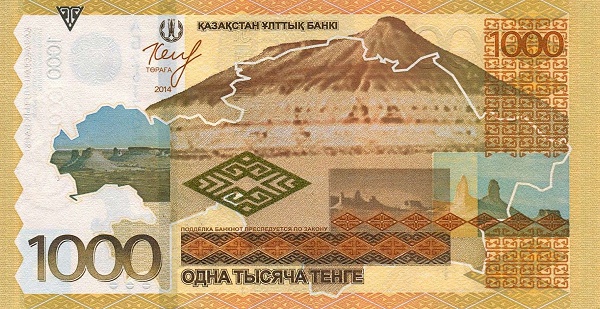 ҚАЗАҚСТАН ҰЛТТЫҚ БАНКІ
1000
ТӨРАҒА
2014
ПОДДЕЛКА БАНКНОТ ПРЕСЛЕДУЕТСЯ ПО ЗАКОНУ
1000
ОДНА ТЫСЯЧА ТЕНГЕ